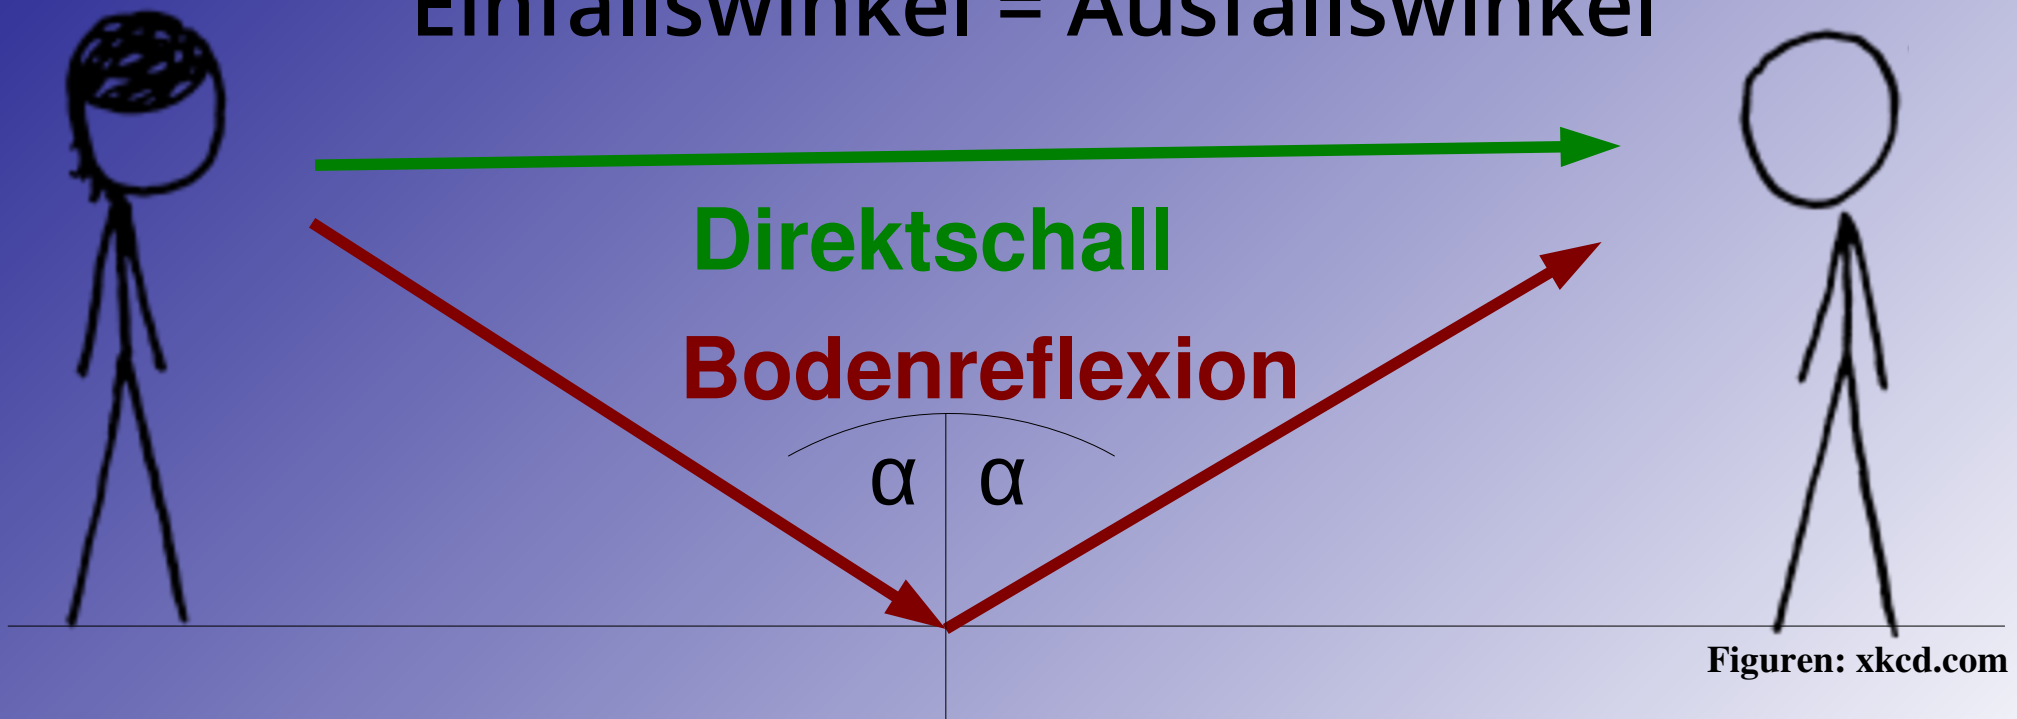 Einfallswinkel = Ausfallswinkel
Direktschall
Bodenreflexion
α α
Figuren: xkcd.com